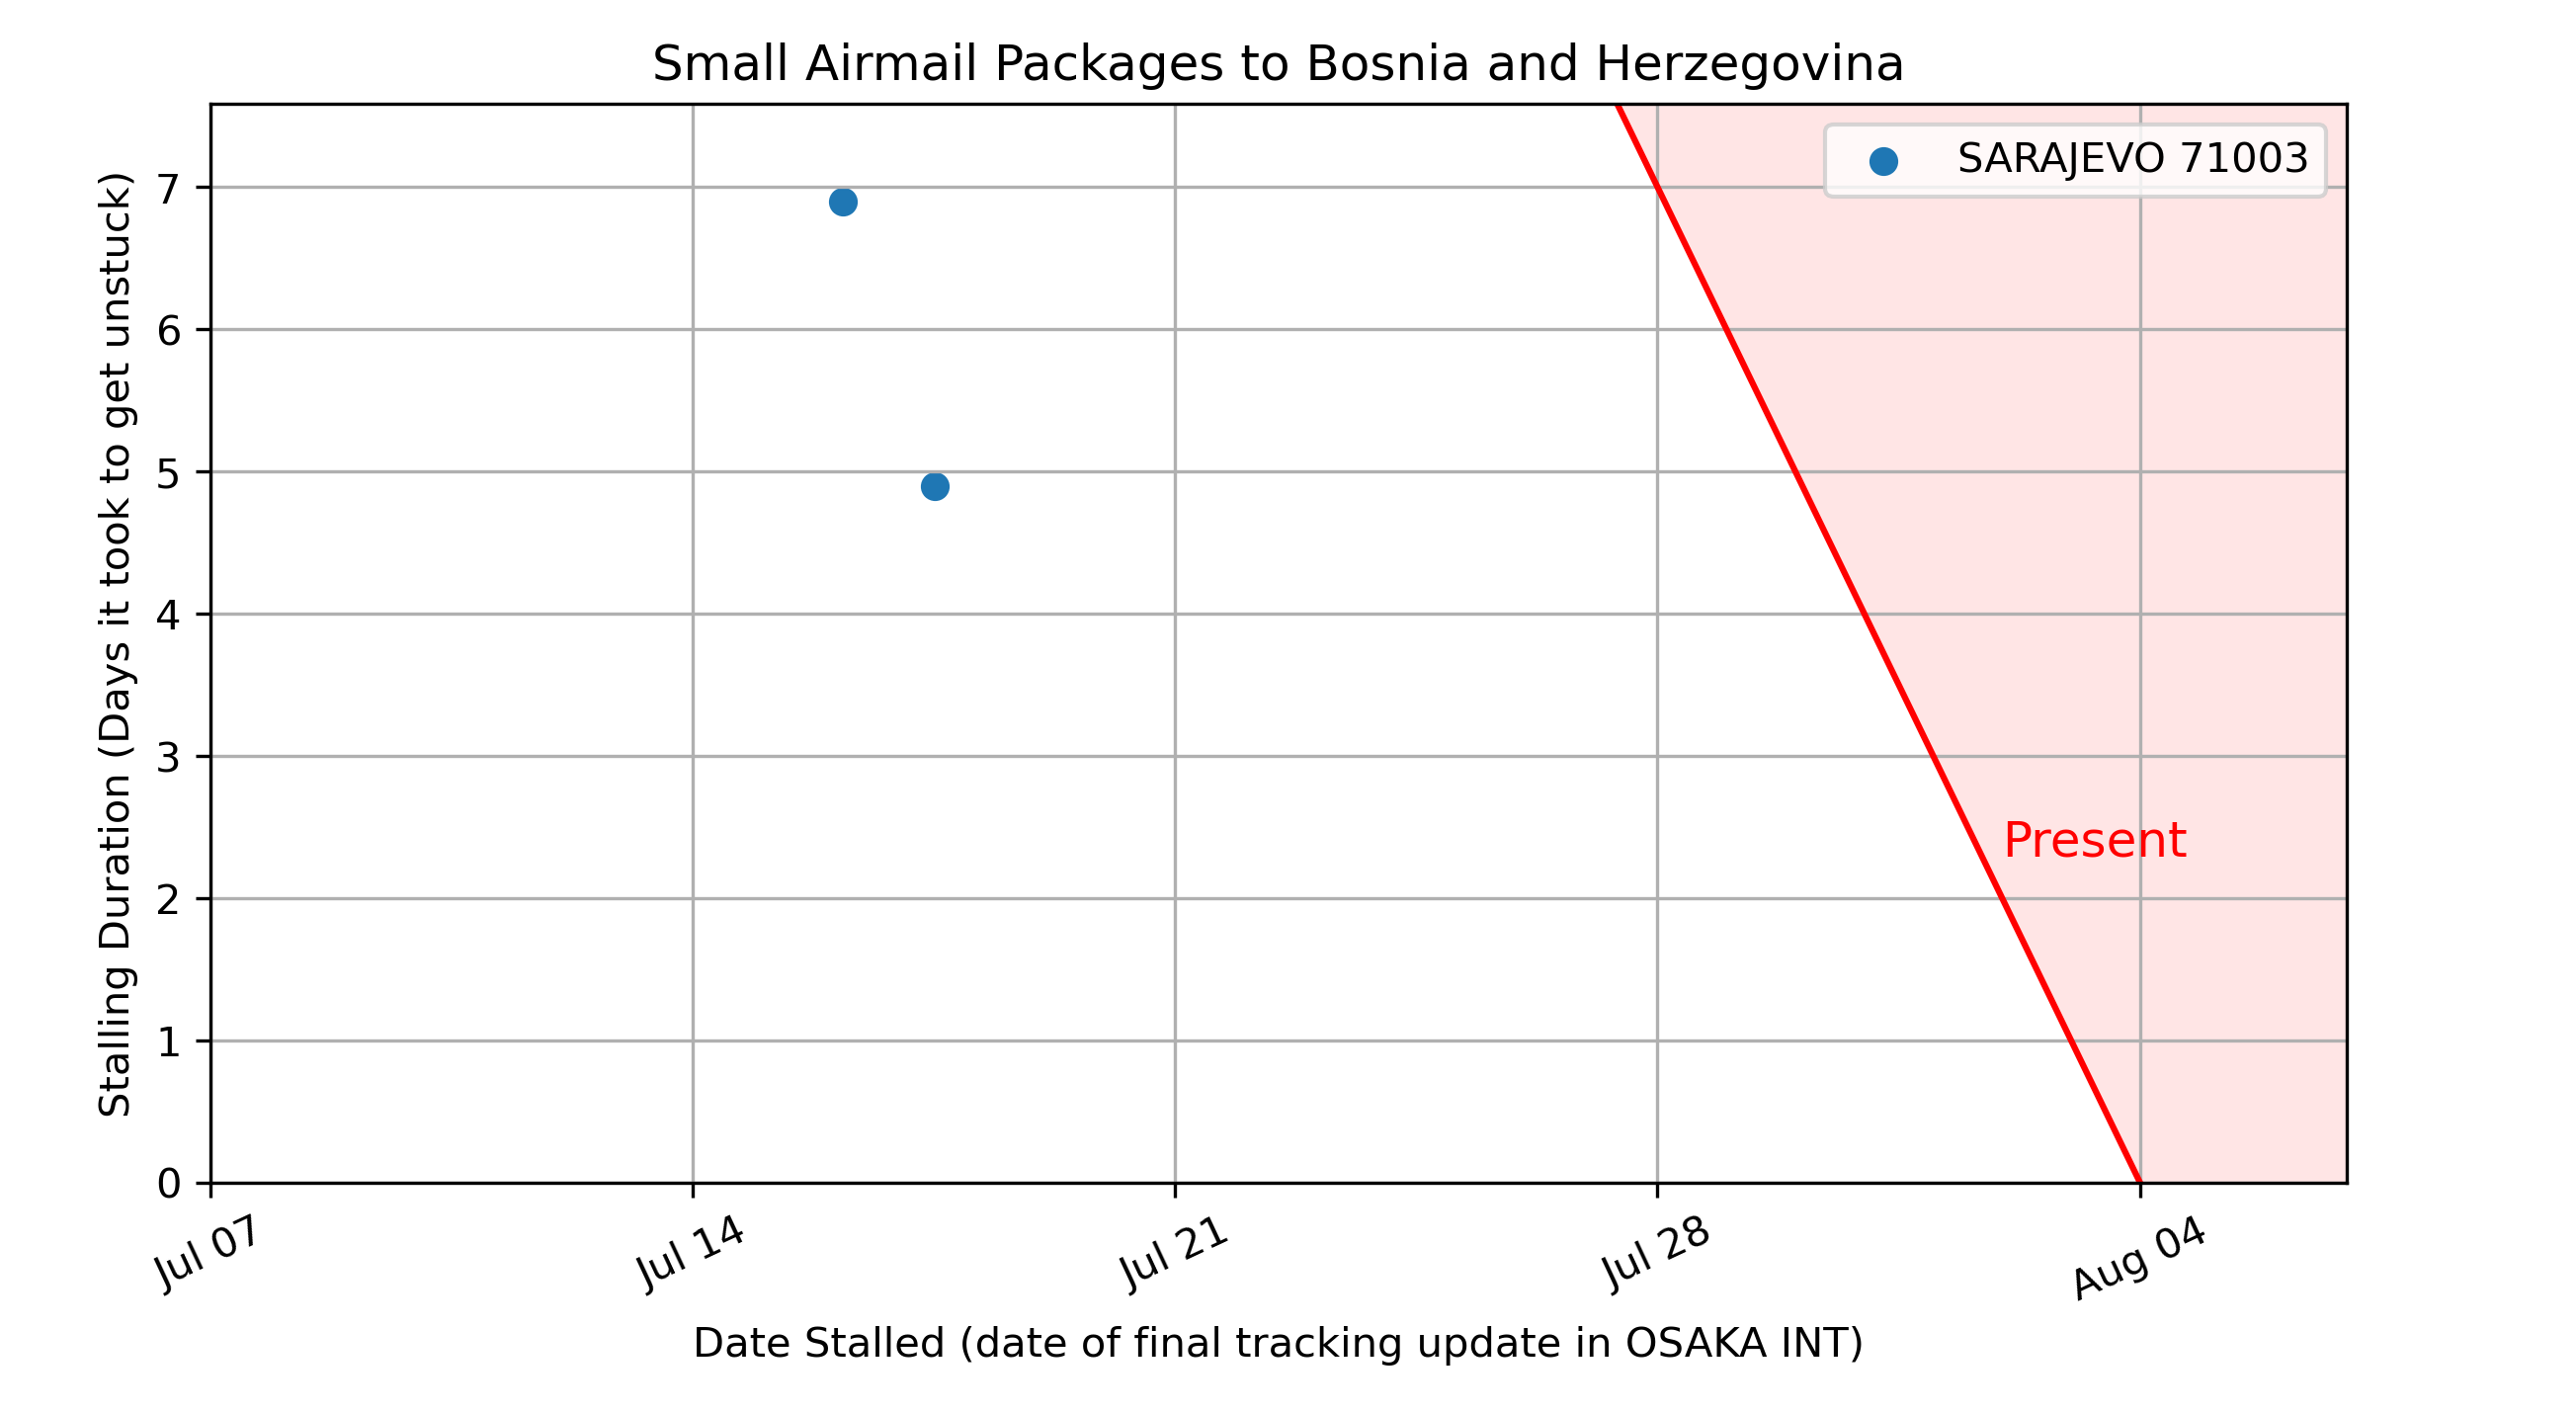 Small Airmail Packages to Bosnia and Herzegovina
SARAJEVO 71003
Stalling Duration (Days it took to get unstuck)
7
6
5
4
3
2
1
0
Present
Jul 07
Jul 14
Jul 21
Jul 28
Aug 04
Date Stalled (date of final tracking update in OSAKA INT)